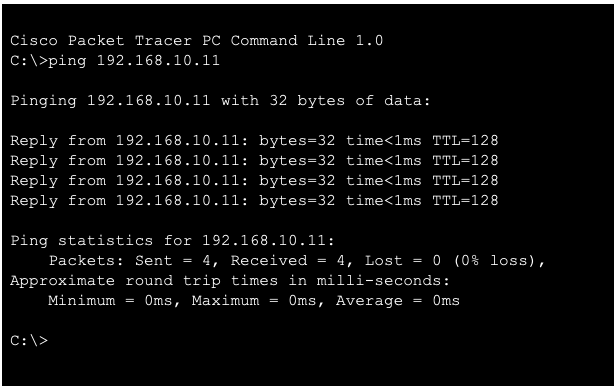 Cisco Packet Tracer PC Command Line 1.0
C:\>ping 192.168.10.11
Pinging 192.168.10.11 with 32 bytes of data:
Reply from 192.168.10.11: bytes=32 time<1ms TTL=128
Reply from 192.168.10.11: bytes=32 time<1ms TTL=128
Reply from 192.168.10.11: bytes=32 time<1ms TTL=128
Reply from 192.168.10.11: bytes=32 time<1ms TTL=128
Ping statistics for 192.168.10.11:
Packets: Sent = 4, Received = 4, Lost = 0 (0% loss),
Approximate round trip times in milli-seconds:
Minimum = 0ms, Maximum = 0ms, Average = 0ms
C:\>